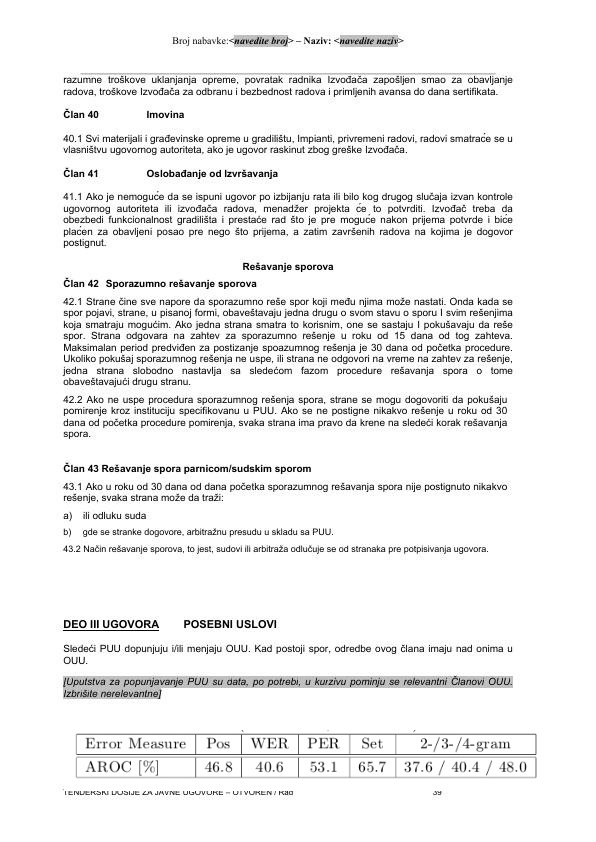 Broj nabavke:<navedite broj> – Naziv: <navedite naziv>
razumne troškove uklanjanja opreme, povratak radnika Izvođača zapošljen smao za obavljanje
radova, troškove Izvođača za odbranu i bezbednost radova i primljenih avansa do dana sertifikata.
Član 40 Imovina
40.1 Svi materijali i građevinske opreme u gradilištu, Impianti, privremeni radovi, radovi smatraće se u
vlasništvu ugovornog autoriteta, ako je ugovor raskinut zbog greške Izvođača.
Član 41 Oslobađanje od Izvršavanja
41.1 Ako je nemoguće da se ispuni ugovor po izbijanju rata ili bilo kog drugog slučaja izvan kontrole
ugovornog autoriteta ili izvođača radova, menadžer projekta će to potvrditi. Izvođač treba da
obezbedi funkcionalnost gradilišta i prestaće rad što je pre moguće nakon prijema potvrde i biće
plaćen za obavljeni posao pre nego što prijema, a zatim završenih radova na kojima je dogovor
postignut.
Rešavanje sporova
Član 42 Sporazumno rešavanje sporova
42.1 Strane čine sve napore da sporazumno reše spor koji među njima može nastati. Onda kada se
spor pojavi, strane, u pisanoj formi, obaveštavaju jedna drugu o svom stavu o sporu I svim rešenjima
koja smatraju mogućim. Ako jedna strana smatra to korisnim, one se sastaju I pokušavaju da reše
spor. Strana odgovara na zahtev za sporazumno rešenje u roku od 15 dana od tog zahteva.
Maksimalan period predviđen za postizanje spoazumnog rešenja je 30 dana od početka procedure.
Ukoliko pokušaj sporazumnog rešenja ne uspe, ili strana ne odgovori na vreme na zahtev za rešenje,
jedna strana slobodno nastavlja sa sledećom fazom procedure rešavanja spora o tome
obaveštavajući drugu stranu.
42.2 Ako ne uspe procedura sporazumnog rešenja spora, strane se mogu dogovoriti da pokušaju
pomirenje kroz instituciju specifikovanu u PUU. Ako se ne postigne nikakvo rešenje u roku od 30
dana od početka procedure pomirenja, svaka strana ima pravo da krene na sledeći korak rešavanja
spora.
Član 43 Rešavanje spora parnicom/sudskim sporom
43.1 Ako u roku od 30 dana od dana početka sporazumnog rešavanja spora nije postignuto nikakvo
rešenje, svaka strana može da traži:
a) ili odluku suda
b) gde se stranke dogovore, arbitražnu presudu u skladu sa PUU.
43.2 Način rešavanje sporova, to jest, sudovi ili arbitraža odlučuje se od stranaka pre potpisivanja ugovora.
DEO III UGOVORA POSEBNI USLOVI
Sledeći PUU dopunjuju i/ili menjaju OUU. Kad postoji spor, odredbe ovog člana imaju nad onima u
OUU.
[Uputstva za popunjavanje PUU su data, po potrebi, u kurzivu pominju se relevantni Članovi OUU.
Izbrišite nerelevantne]
Error Measure Pos WER PER Set 2-/3-/4-gram
AROC [%] 46.8 40.6 53.1 65.7 37.6 / 40.4 / 48.0
TENDERSKI DOSIJE ZA JAVNE UGOVORE – OTVOREN / Rad 39